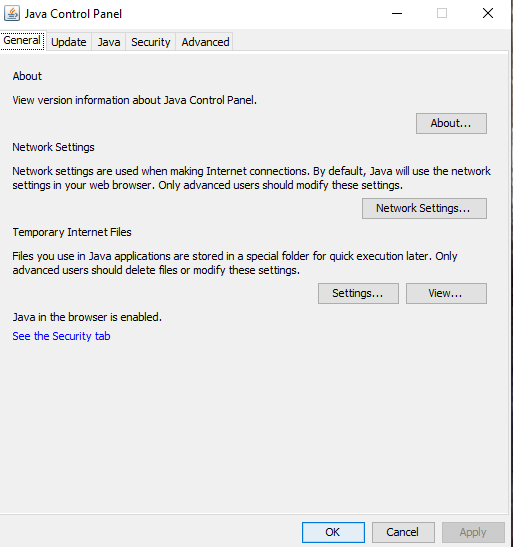 Java Control Panel
General Update Java Security Advanced
About
View version information about Java Control Panel.
About...
Network Settings
Network settings are used when making Internet connections. By default, Java will use the network
settings in your web browser. Only advanced users should modify these settings.
Network Settings...
Temporary Internet Files
Files you use in Java applications are stored in a special folder for quick execution later. Only
advanced users should delete files or modify these settings.
Settings... View...
Java in the browser is enabled.
See the Security tab
OK Cancel Apply